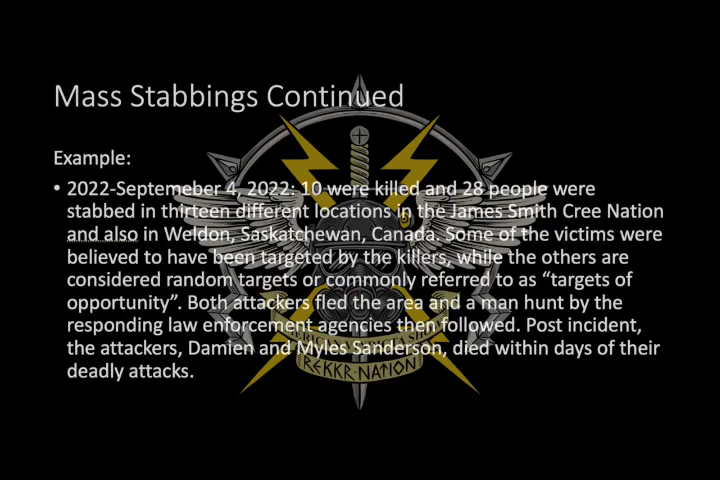 Mass Stabbings Continued
Example:
• 2022-Septemeber 4, 2022: 10 were killed and 28 people were
stabbed in thirteen different locations in the James Smith Cree Nation
and also in Weldon, Saskatchewan, Canada. Some of the victims were
believed to have been targeted by the killers, while the others are
considered random targets or commonly referred to as “targets of
opportunity”. Both attackers fled the area and a man hunt by the
responding law enforcement agencies then followed. Post incident,
the attackers, Damien and Myles Sanderson, died within days of their
deadly attacks.
REKKR·NATION